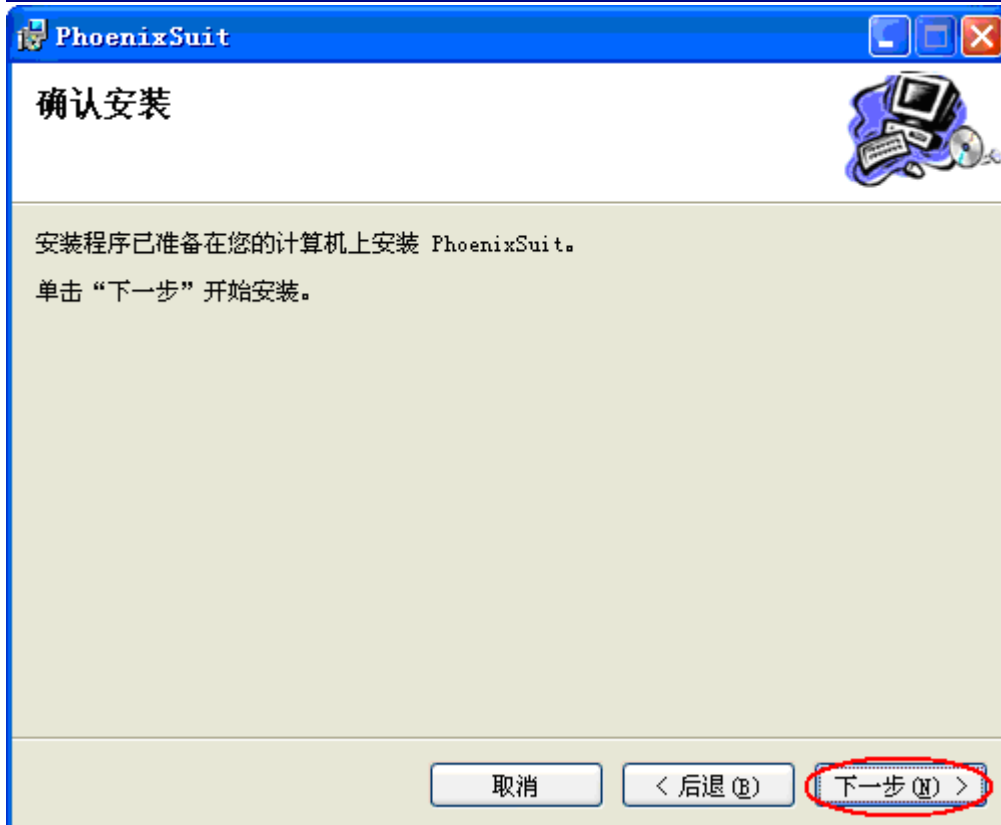 PhoenixSuit
确认安装
安装程序已准备在您的计算机上安装 PhoenixSuit。
单击“下一步”开始安装。
取消 < 后退(B) 下一步(N) >